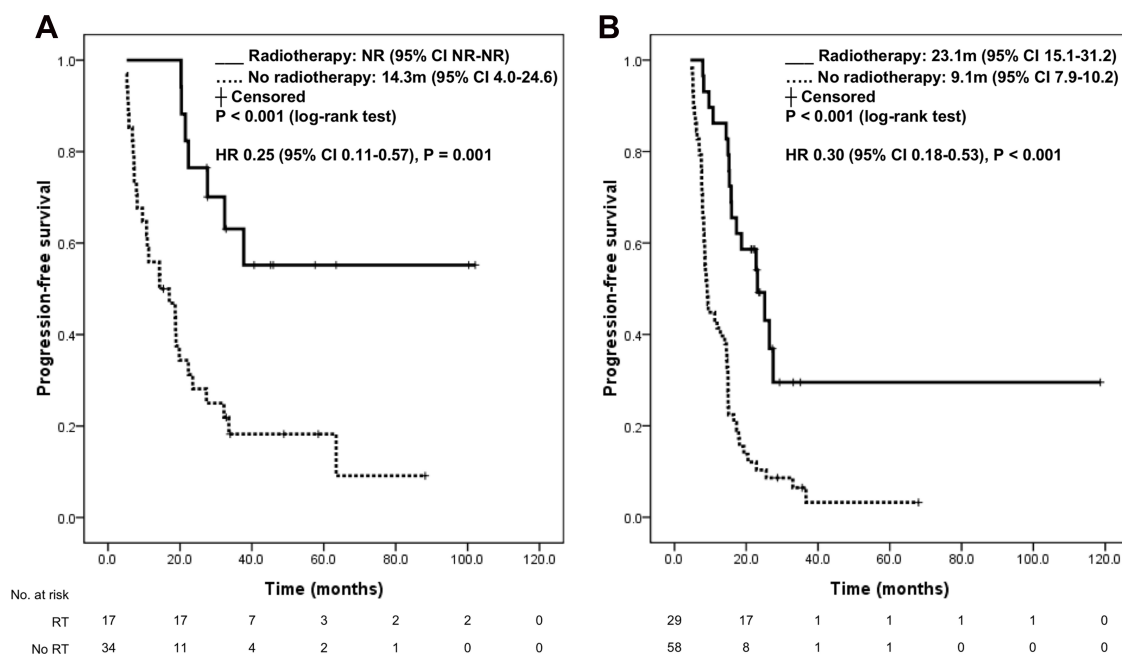 A
___ Radiotherapy: NR (95% CI NR-NR)
..... No radiotherapy: 14.3m (95% CI 4.0-24.6)
┼ Censored
P < 0.001 (log-rank test)
HR 0.25 (95% CI 0.11-0.57), P = 0.001
Progression-free survival
1.0
0.8
0.6
0.4
0.2
0.0
0.0 20.0 40.0 60.0 80.0 100.0 120.0
Time (months)
B
___ Radiotherapy: 23.1m (95% CI 15.1-31.2)
..... No radiotherapy: 9.1m (95% CI 7.9-10.2)
┼ Censored
P < 0.001 (log-rank test)
HR 0.30 (95% CI 0.18-0.53), P < 0.001
Progression-free survival
1.0
0.8
0.6
0.4
0.2
0.0
0.0 20.0 40.0 60.0 80.0 100.0 120.0
Time (months)
No. at risk
RT 17 17 7 3 2 2 0 29 17 1 1 1 1 0
No RT 34 11 4 2 1 0 0 58 8 1 1 0 0 0